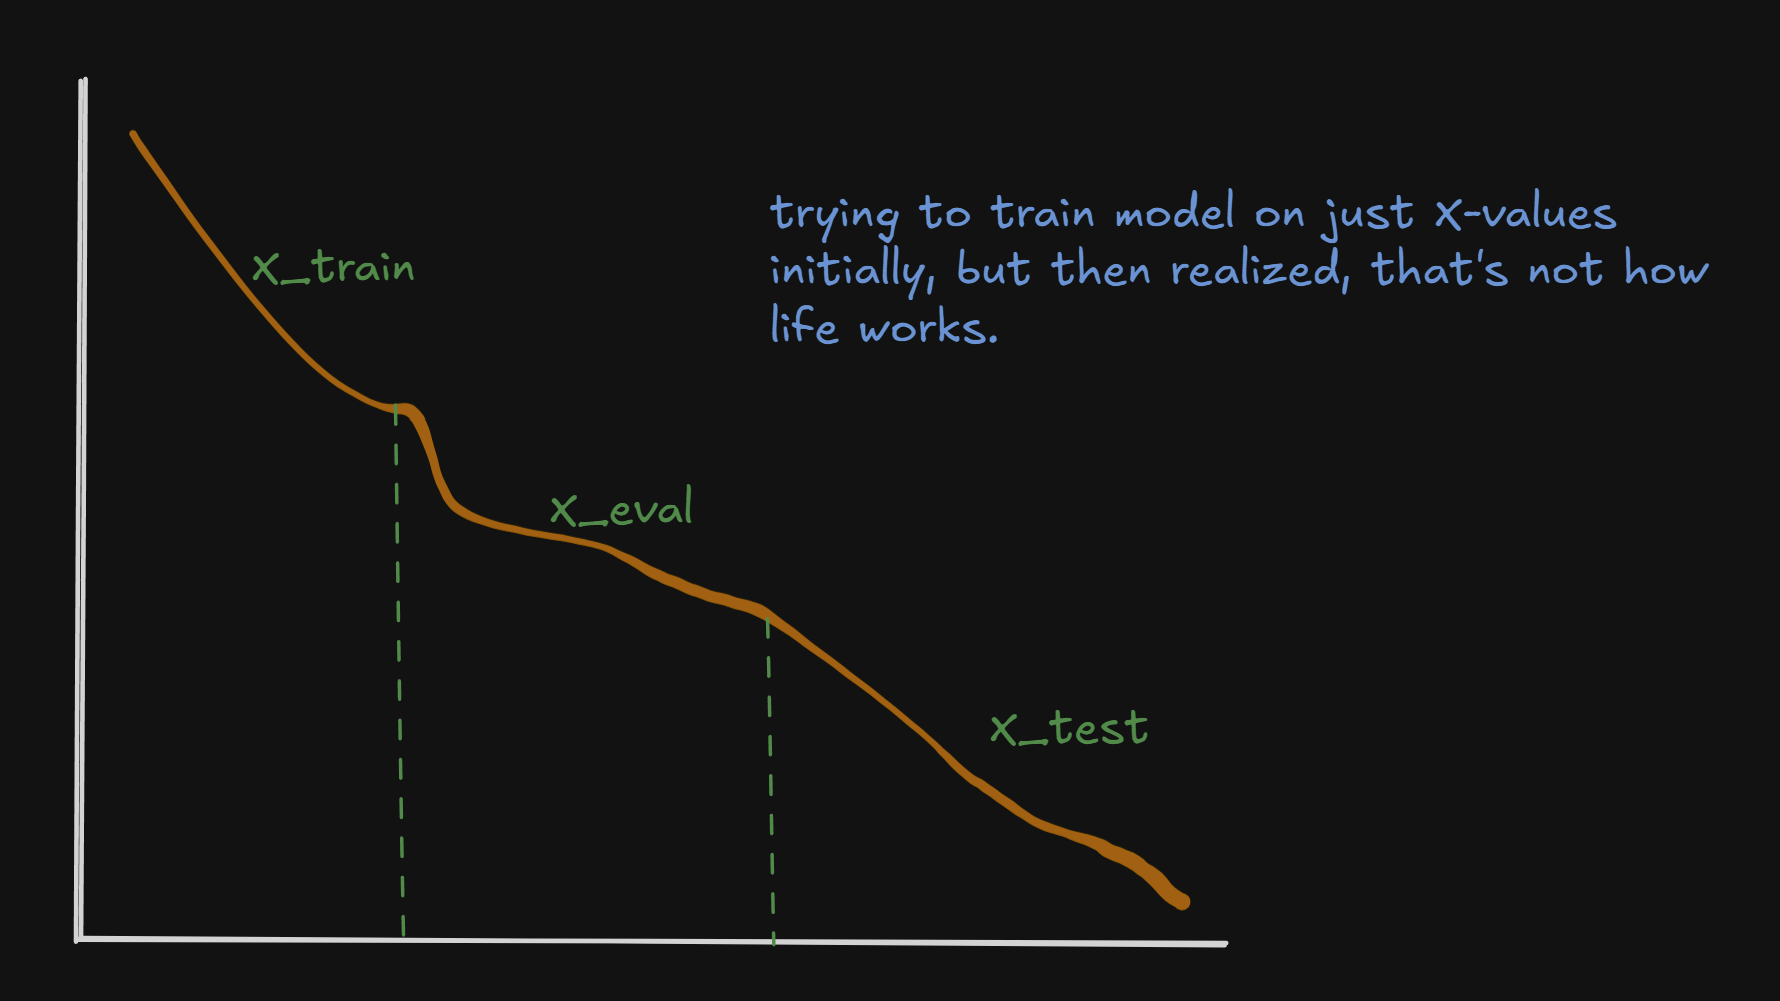 trying to train model on just X-values
initially, but then realized, that's not how
life works.
X_train
X_eval
X_test